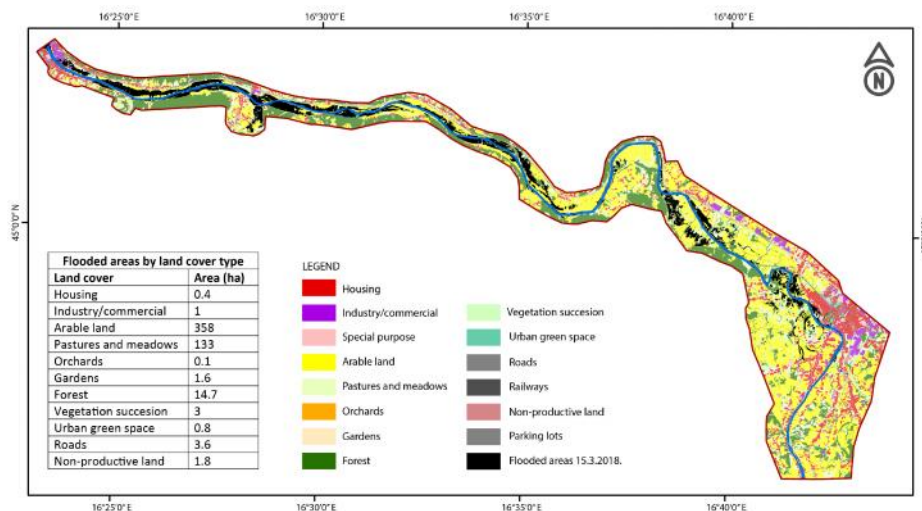 16°25'0"E 16°30'0"E 16°35'0"E 16°40'0"E
N
45°0'0"N
Flooded areas by land cover type
Land cover Area (ha)
Housing 0.4
Industry/commercial 1
Arable land 358
Pastures and meadows 133
Orchards 0.1
Gardens 1.6
Forest 14.7
Vegetation succesion 3
Urban green space 0.8
Roads 3.6
Non-productive land 1.8
LEGEND
Housing
Industry/commercial
Special purpose
Arable land
Pastures and meadows
Orchards
Gardens
Forest
Vegetation succesion
Urban green space
Roads
Railways
Non-productive land
Parking lots
Flooded areas 15.3.2018.
16°25'0"E 16°30'0"E 16°35'0"E 16°40'0"E